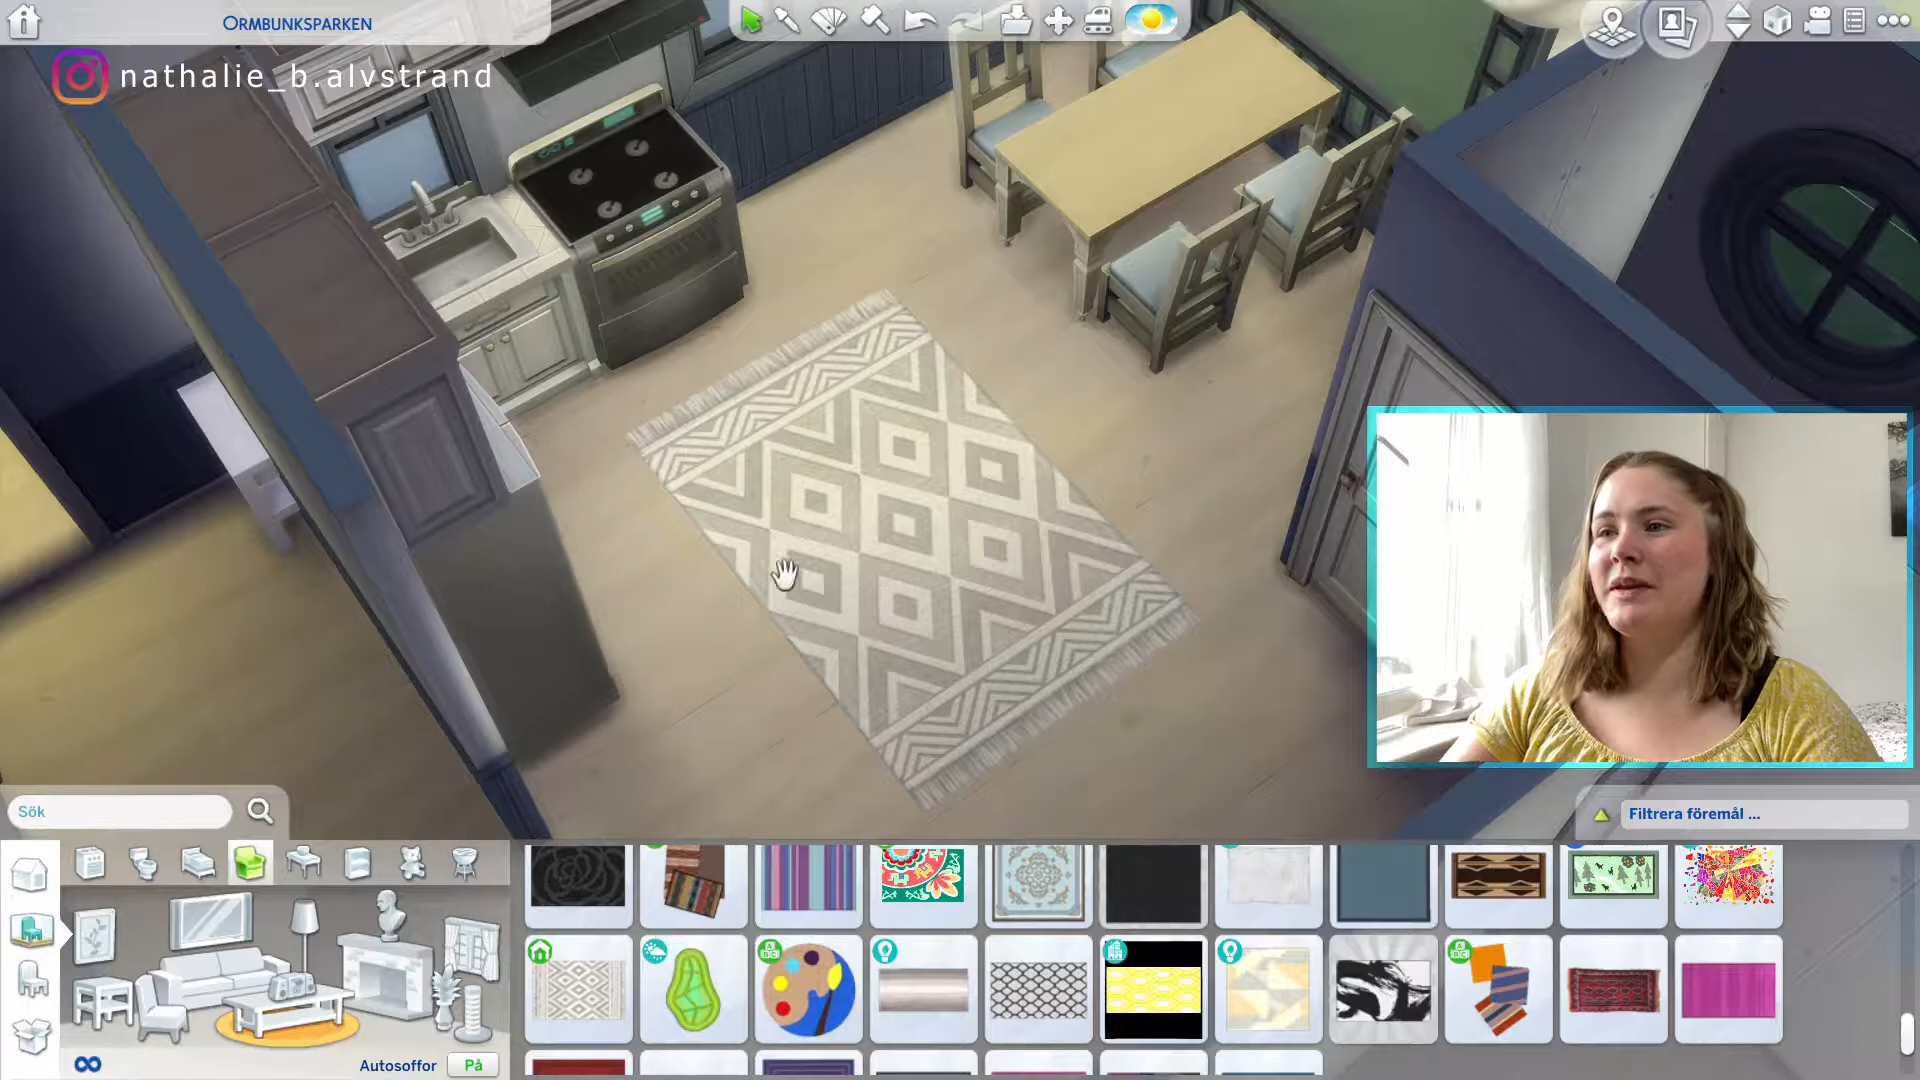 ORMBUNKSPARKEN
nathalie_b.alvstrand
Sök
Filtrera föremål ...
Autosoffor
På